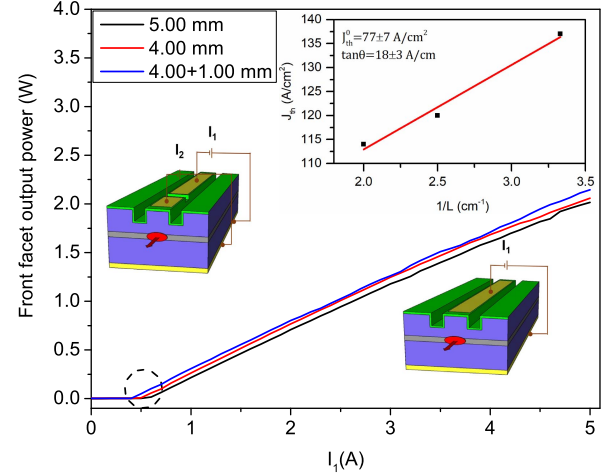 Front facet output power (W)
4.0
3.5
3.0
2.5
2.0
1.5
1.0
0.5
0.0
5.00 mm
4.00 mm
4.00+1.00 mm
I₂
I₁
J⁰th=77±7 A/cm²
tanθ=18±3 A/cm
Jth (A/cm²)
140
135
130
125
120
115
110
2.0 2.5 3.0 3.5
1/L (cm⁻¹)
I₁
0 1 2 3 4 5
I₁(A)